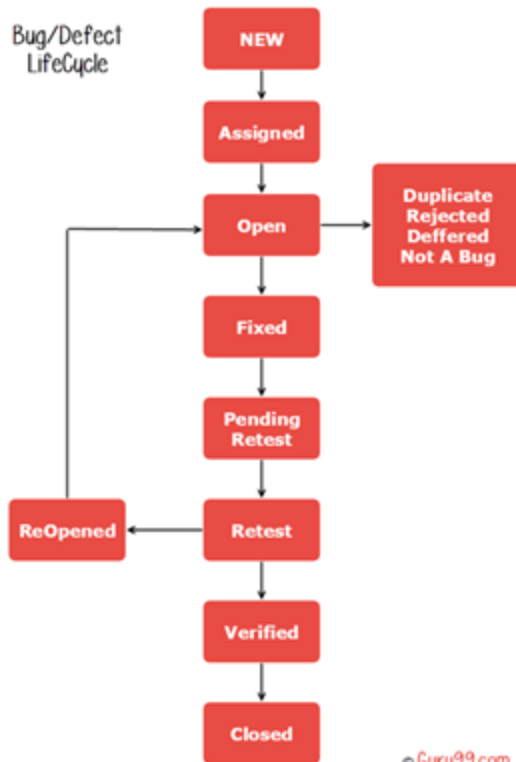 Bug/Defect
LifeCycle
NEW
Assigned
Open
Duplicate
Rejected
Deffered
Not A Bug
Fixed
Pending
Retest
ReOpened
Retest
Verified
Closed
©Guru99.com